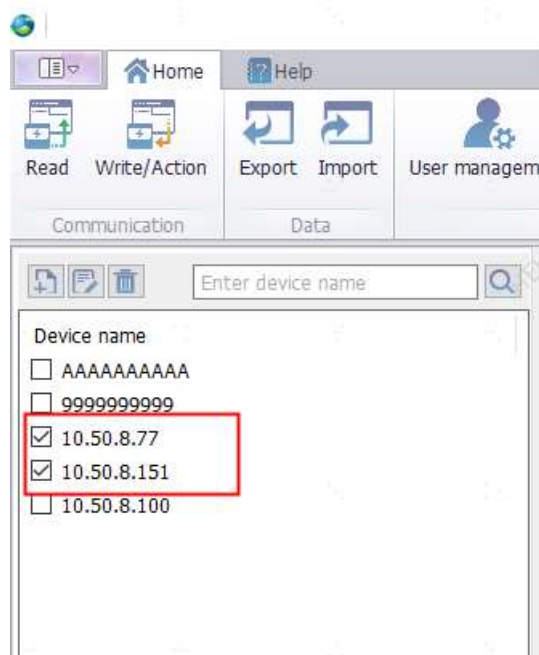 Home Help
Read Write/Action Export Import User managem
Communication Data
Enter device name
Device name
AAAAAAAAAA
9999999999
10.50.8.77
10.50.8.151
10.50.8.100